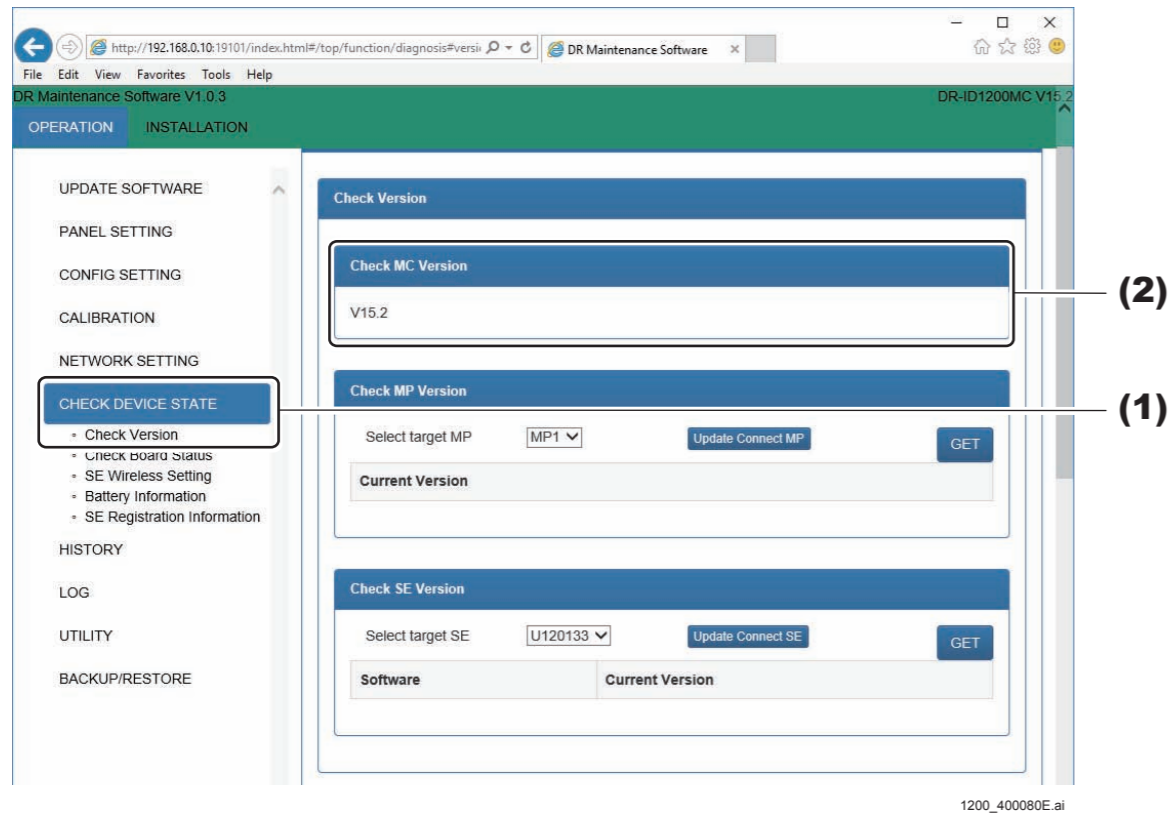 http://192.168.0.10:19101/index.html#/top/function/diagnosis#versi
DR Maintenance Software
File Edit View Favorites Tools Help
DR Maintenance Software V1.0.3 DR-ID1200MC V15.2
OPERATION INSTALLATION
UPDATE SOFTWARE
PANEL SETTING
CONFIG SETTING
CALIBRATION
NETWORK SETTING
CHECK DEVICE STATE
Check Version
Check Board Status
SE Wireless Setting
Battery Information
SE Registration Information
HISTORY
LOG
UTILITY
BACKUP/RESTORE
Check Version
Check MC Version
V15.2
(2)
Check MP Version
(1)
Select target MP MP1 Update Connect MP GET
Current Version
Check SE Version
Select target SE U120133 Update Connect SE GET
Software Current Version
1200_400080E.ai